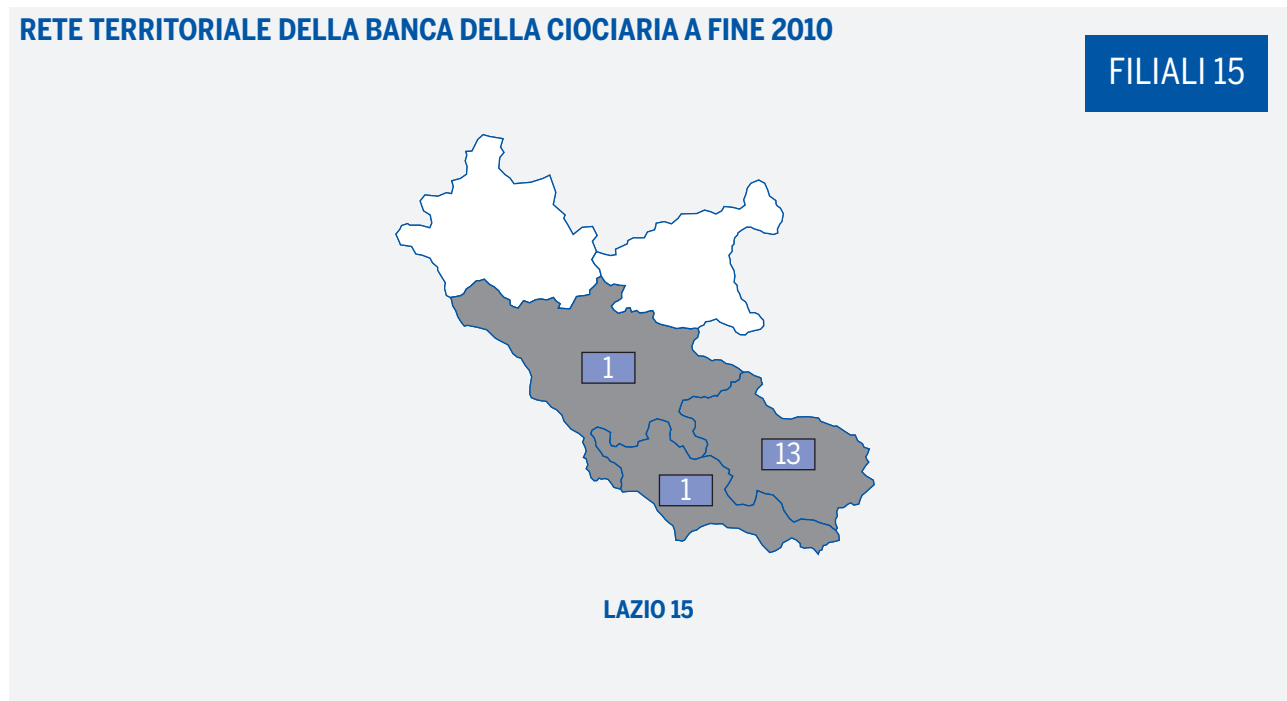 RETE TERRITORIALE DELLA BANCA DELLA CIOCIARIA A FINE 2010
FILIALI 15
1
13
1
LAZIO 15